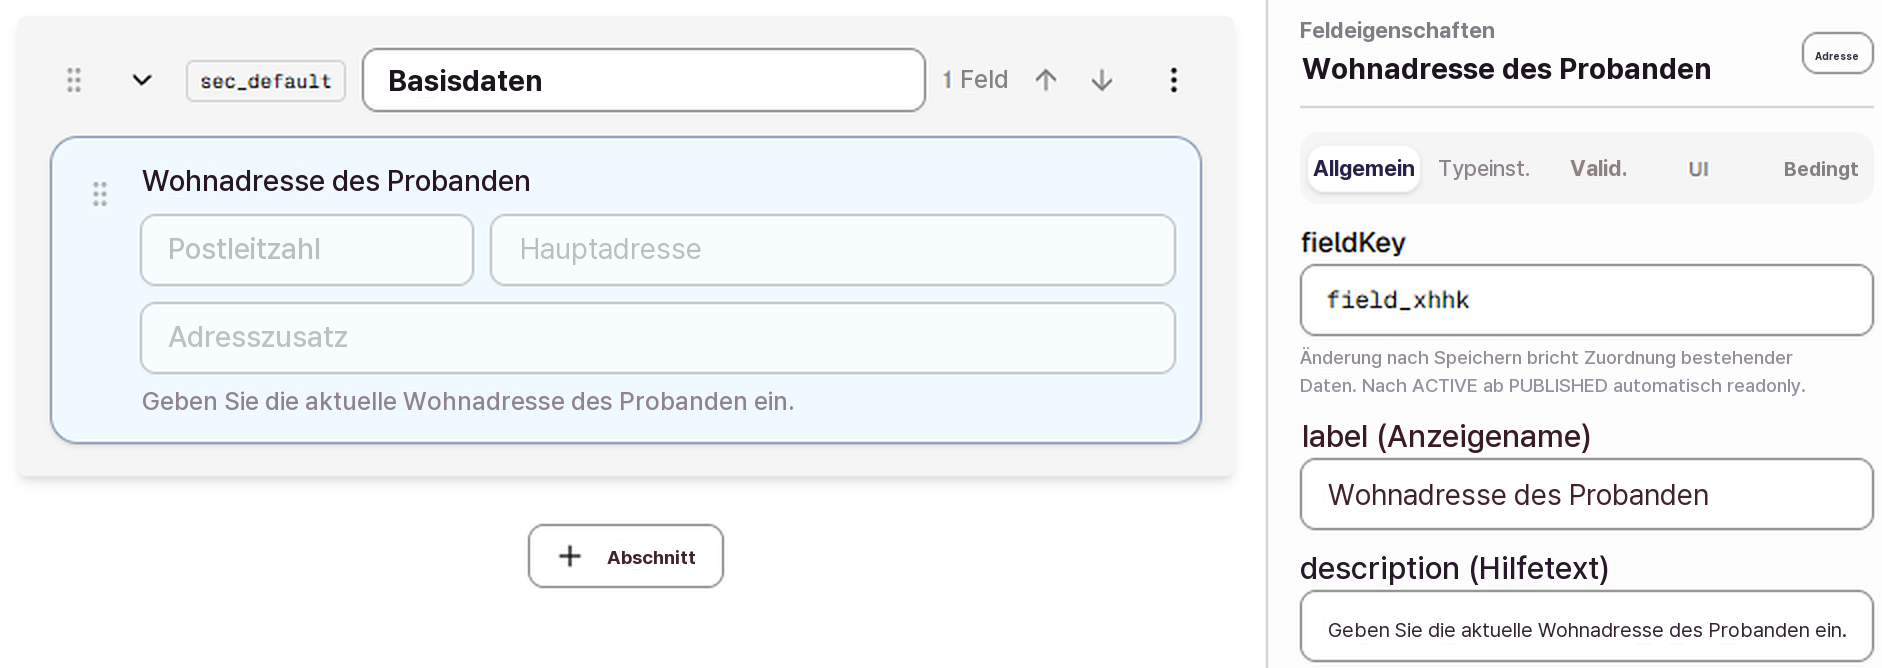 sec_default
Basisdaten
1 Feld
Wohnadresse des Probanden
Postleitzahl
Hauptadresse
Adresszusatz
Geben Sie die aktuelle Wohnadresse des Probanden ein.
Abschnitt
Feldeigenschaften
Wohnadresse des Probanden
Adresse
Allgemein
Typeinst.
Valid.
UI
Bedingt
fieldKey
field_xhhk
Änderung nach Speichern bricht Zuordnung bestehender
Daten. Nach ACTIVE ab PUBLISHED automatisch readonly.
label (Anzeigename)
Wohnadresse des Probanden
description (Hilfetext)
Geben Sie die aktuelle Wohnadresse des Probanden ein.